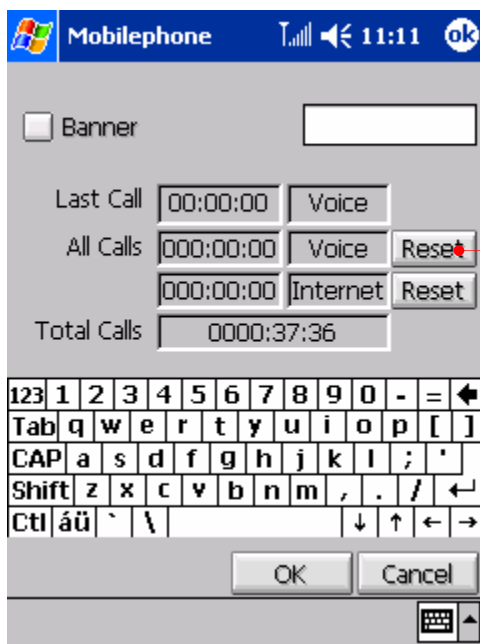 Mobilephone 11:11 ok
Banner
Last Call 00:00:00 Voice
All Calls 000:00:00 Voice Reset
000:00:00 Internet Reset
Total Calls 0000:37:36
123 1 2 3 4 5 6 7 8 9 0 - =
Tab q w e r t y u i o p [ ]
CAP a s d f g h j k l ; '
Shift z x c v b n m , . /
Ctl áü ` \ ↓ ↑ ← →
OK Cancel